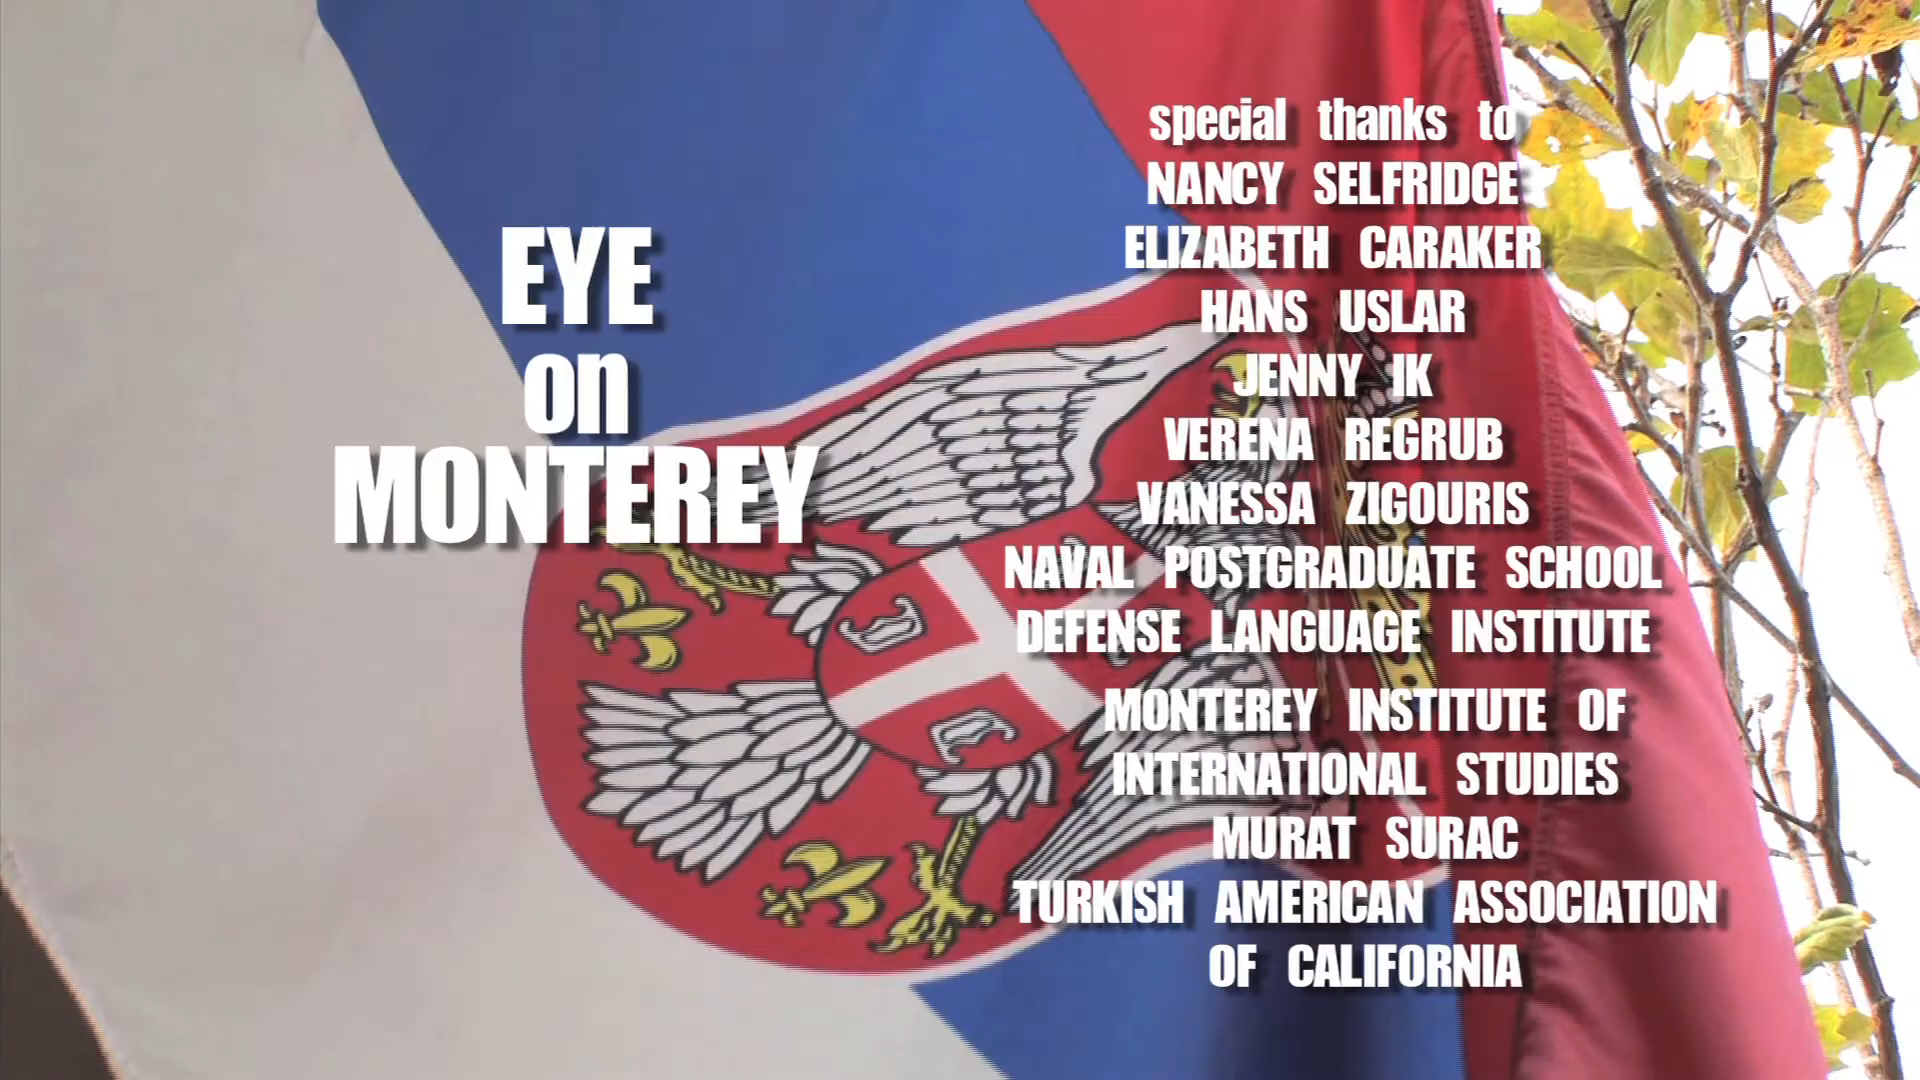 EYE
on
MONTEREY
special thanks to
NANCY SELFRIDGE
ELIZABETH CARAKER
HANS USLAR
JENNY IK
VERENA REGRUB
VANESSA ZIGOURIS
NAVAL POSTGRADUATE SCHOOL
DEFENSE LANGUAGE INSTITUTE
MONTEREY INSTITUTE OF
INTERNATIONAL STUDIES
MURAT SURAC
TURKISH AMERICAN ASSOCIATION
OF CALIFORNIA